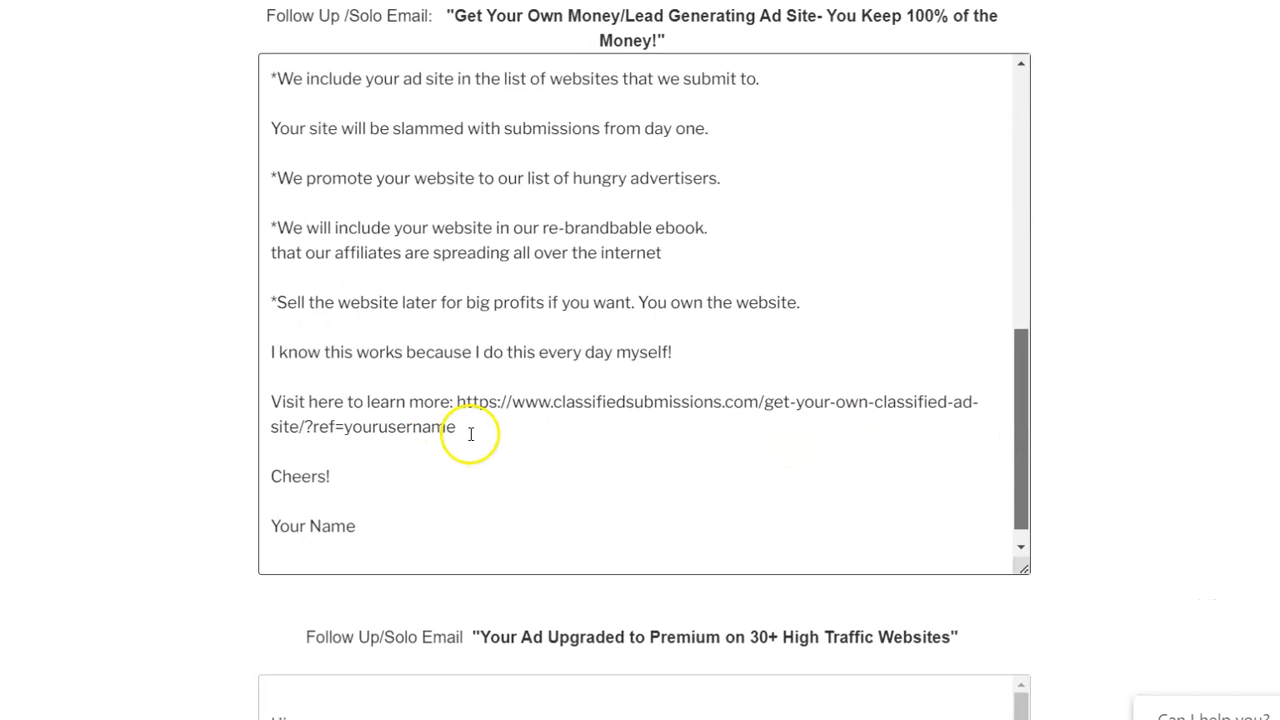 Follow Up /Solo Email: "Get Your Own Money/Lead Generating Ad Site- You Keep 100% of the
Money!"
*We include your ad site in the list of websites that we submit to.
Your site will be slammed with submissions from day one.
*We promote your website to our list of hungry advertisers.
*We will include your website in our re-brandbable ebook.
that our affiliates are spreading all over the internet
*Sell the website later for big profits if you want. You own the website.
I know this works because I do this every day myself!
Visit here to learn more: https://www.classifiedsubmissions.com/get-your-own-classified-ad-
site/?ref=yourusername
Cheers!
Your Name
Follow Up/Solo Email "Your Ad Upgraded to Premium on 30+ High Traffic Websites"
Can I help you?